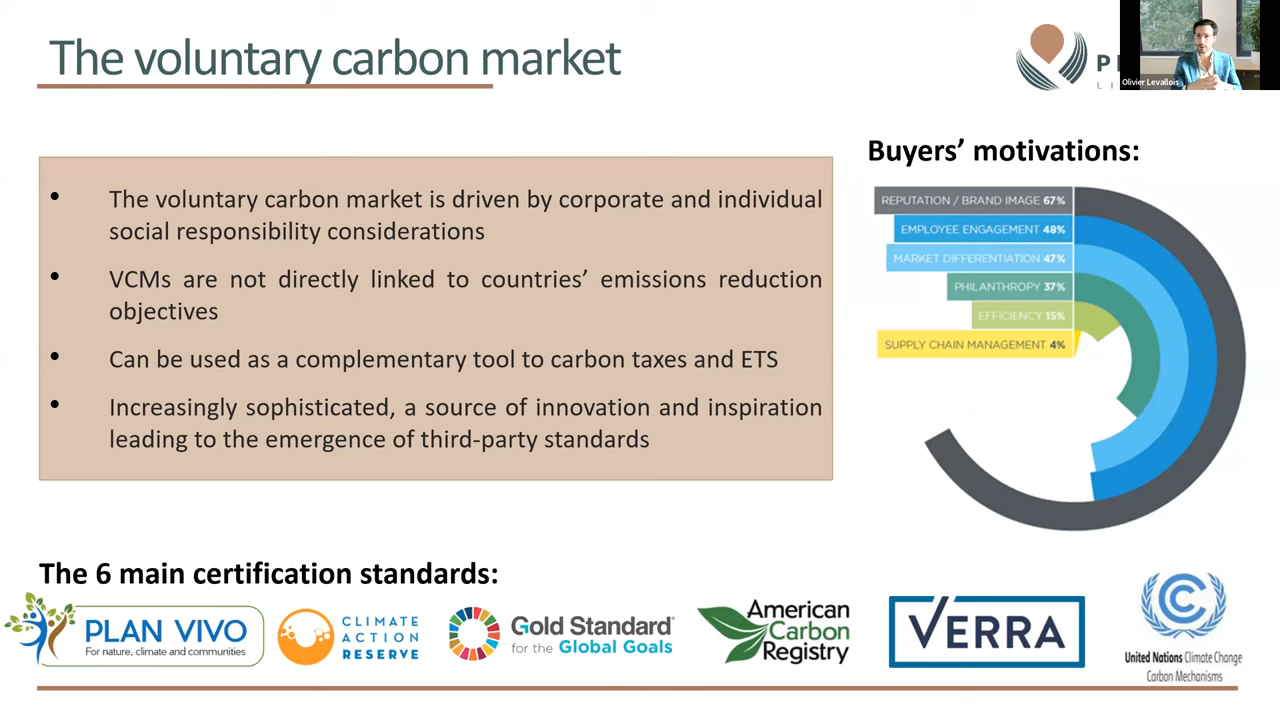 The voluntary carbon market
Olivier Levallois
Buyers’ motivations:
• The voluntary carbon market is driven by corporate and individual
social responsibility considerations
• VCMs are not directly linked to countries’ emissions reduction
objectives
• Can be used as a complementary tool to carbon taxes and ETS
• Increasingly sophisticated, a source of innovation and inspiration
leading to the emergence of third-party standards
REPUTATION / BRAND IMAGE 67%
EMPLOYEE ENGAGEMENT 48%
MARKET DIFFERENTIATION 47%
PHILANTHROPY 37%
EFFICIENCY 15%
SUPPLY CHAIN MANAGEMENT 4%
The 6 main certification standards:
PLAN VIVO
For nature, climate and communities
CLIMATE
ACTION
RESERVE
Gold Standard®
for the Global Goals
American
Carbon
Registry
VERRA
United Nations Climate Change
Carbon Mechanisms